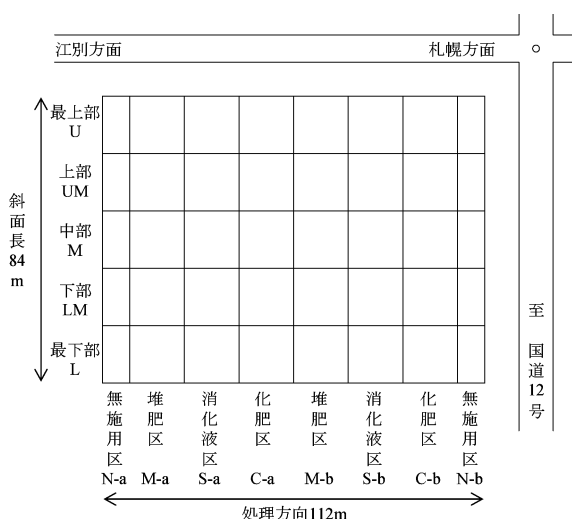 江別方面
札幌方面
最上部
U
上部
UM
中部
M
下部
LM
最下部
L
斜面長84m
至 国道12号
無施用区
N-a
堆肥区
M-a
消化液区
S-a
化肥区
C-a
堆肥区
M-b
消化液区
S-b
化肥区
C-b
無施用区
N-b
処理方向112m